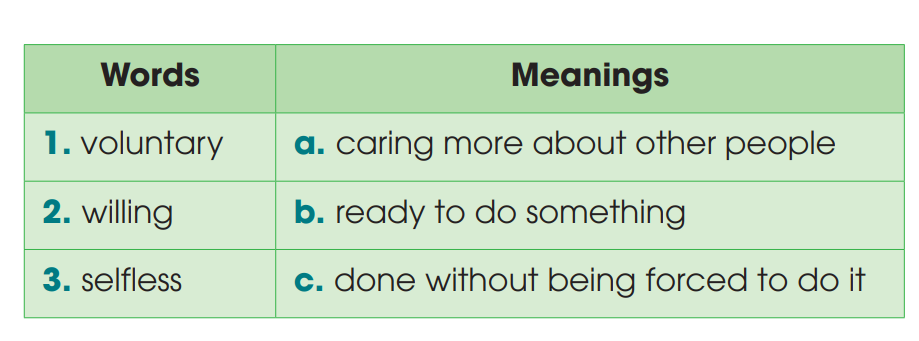 Words Meanings
1. voluntary a. caring more about other people
2. willing b. ready to do something
3. selfless c. done without being forced to do it